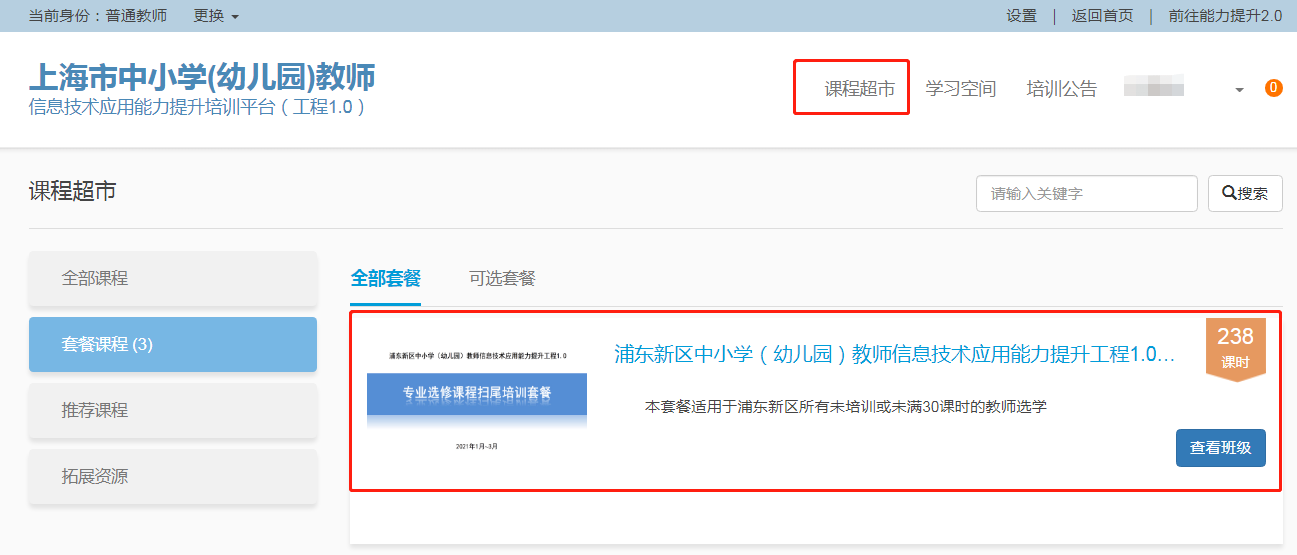 当前身份：普通教师 更换 设置 | 返回首页 | 前往能力提升2.0
上海市中小学(幼儿园)教师
信息技术应用能力提升培训平台（工程1.0）
课程超市 学习空间 培训公告 0
课程超市
请输入关键字 搜索
全部课程
套餐课程 (3)
推荐课程
拓展资源
全部套餐 可选套餐
浦东新区中小学（幼儿园）教师信息技术应用能力提升工程1.0
专业选修课程扫尾培训套餐
2021年1月-3月
浦东新区中小学（幼儿园）教师信息技术应用能力提升工程1.0...
238
课时
本套餐适用于浦东新区所有未培训或未满30课时的教师选学
查看班级